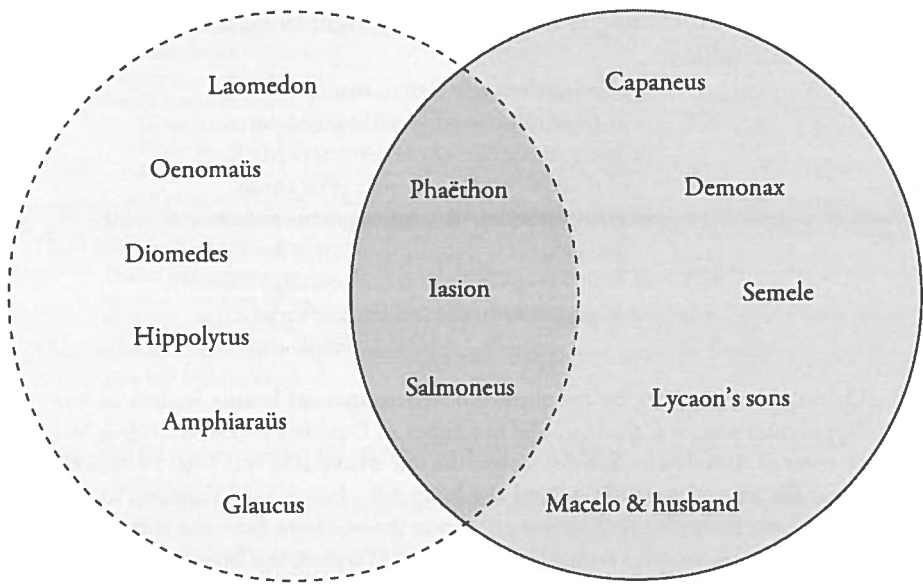 Laomedon
Oenomaüs
Diomedes
Hippolytus
Amphiaraüs
Glaucus
Phaëthon
Iasion
Salmoneus
Capaneus
Demonax
Semele
Lycaon's sons
Macelo & husband